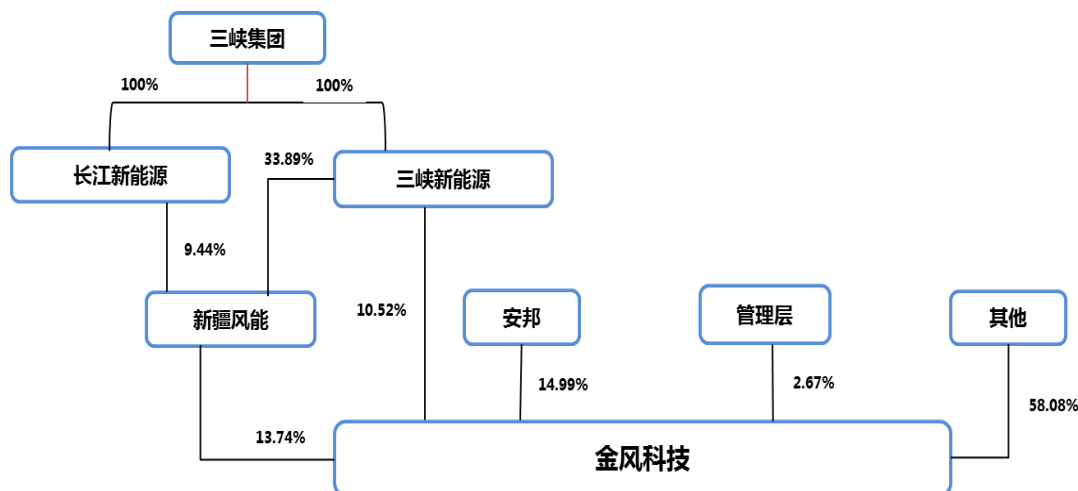 三峡集团
100%
100%
长江新能源
33.89%
三峡新能源
9.44%
新疆风能
10.52%
安邦
管理层
其他
14.99%
2.67%
58.08%
13.74%
金风科技